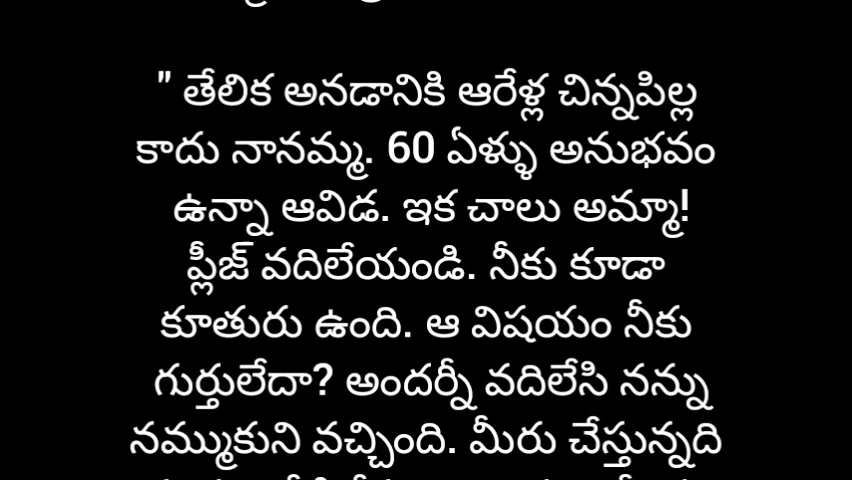 " తేలిక అనడానికి ఆరేళ్ల చిన్నపిల్ల
కాదు నానమ్మ. 60 ఏళ్ళు అనుభవం
ఉన్నా ఆవిడ. ఇక చాలు అమ్మా!
ప్లీజ్ వదిలేయండి. నీకు కూడా
కూతురు ఉంది. ఆ విషయం నీకు
గుర్తులేదా? అందర్నీ వదిలేసి నన్ను
నమ్ముకుని వచ్చింది. మీరు చేస్తున్నది